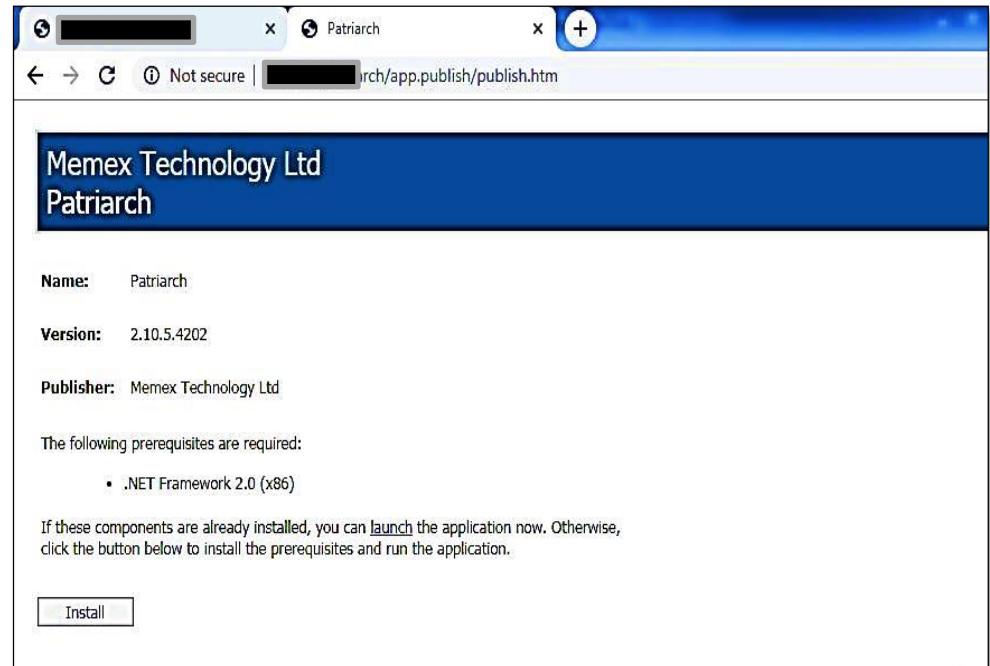 Patriarch
Not secure | rch/app.publish/publish.htm
Memex Technology Ltd
Patriarch
Name: Patriarch
Version: 2.10.5.4202
Publisher: Memex Technology Ltd
The following prerequisites are required:
• .NET Framework 2.0 (x86)
If these components are already installed, you can launch the application now. Otherwise,
click the button below to install the prerequisites and run the application.
Install